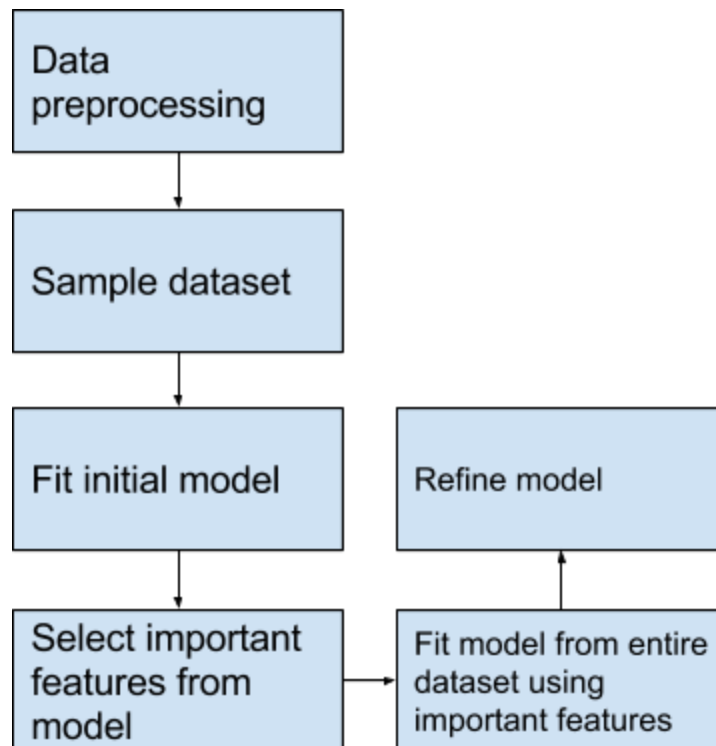 Data
preprocessing
Sample dataset
Fit initial model
Select important
features from
model
Fit model from entire
dataset using
important features
Refine model